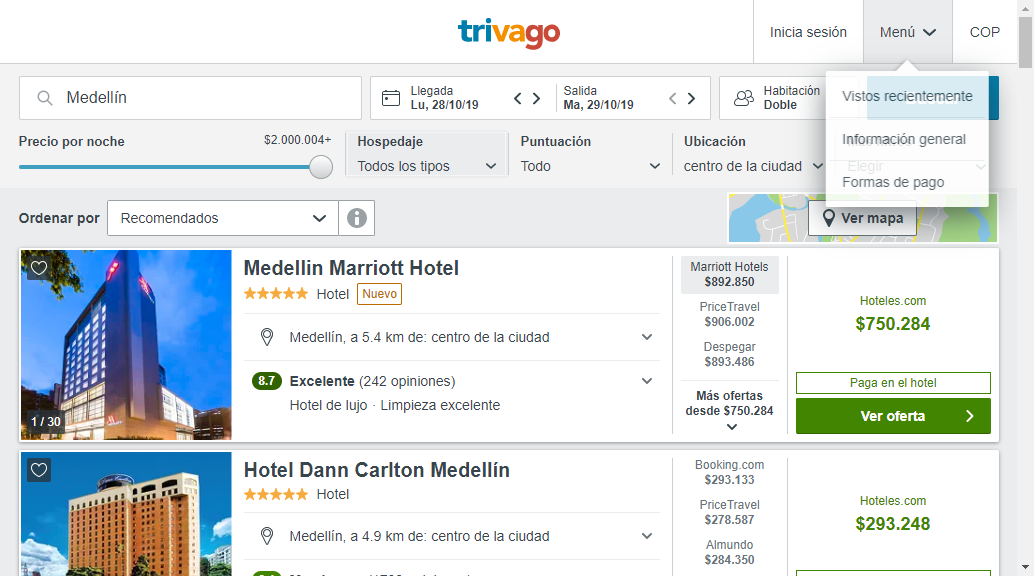 trivago
Inicia sesión
Menú
COP
Medellín
Llegada
Lu, 28/10/19
Salida
Ma, 29/10/19
Habitación
Doble
Vistos recientemente
Información general
Formas de pago
Precio por noche
$2.000.004+
Hospedaje
Todos los tipos
Puntuación
Todo
Ubicación
centro de la ciudad
Elegir
Ordenar por
Recomendados
Ver mapa
Medellin Marriott Hotel
Hotel
Nuevo
Medellín, a 5.4 km de: centro de la ciudad
8.7 Excelente (242 opiniones)
Hotel de lujo · Limpieza excelente
1 / 30
Marriott Hotels
$892.850
PriceTravel
$906.002
Despegar
$893.486
Más ofertas
desde $750.284
Hoteles.com
$750.284
Paga en el hotel
Ver oferta
Hotel Dann Carlton Medellín
Hotel
Medellín, a 4.9 km de: centro de la ciudad
Booking.com
$293.133
PriceTravel
$278.587
Almundo
$284.350
Hoteles.com
$293.248